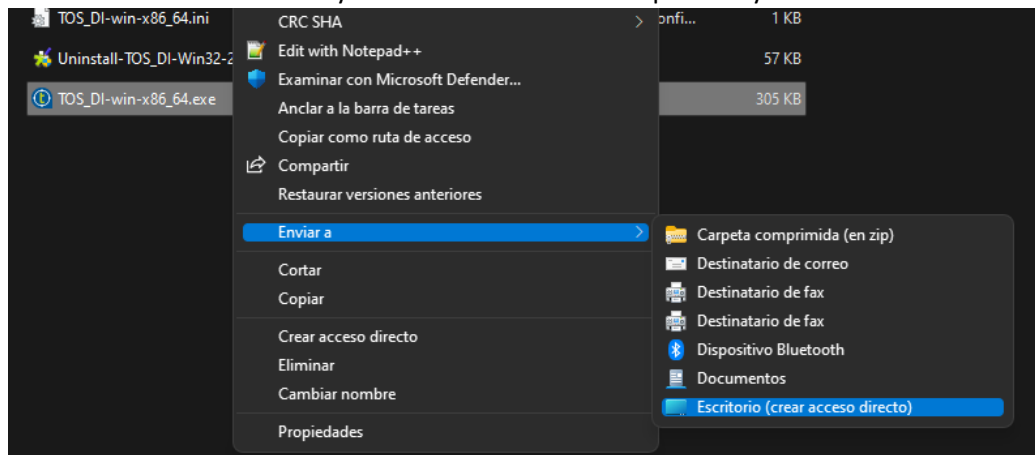 TOS_DI-win-x86_64.ini
Uninstall-TOS_DI-Win32-2
TOS_DI-win-x86_64.exe
CRC SHA
Edit with Notepad++
Examinar con Microsoft Defender...
Anclar a la barra de tareas
Copiar como ruta de acceso
Compartir
Restaurar versiones anteriores
Enviar a
Cortar
Copiar
Crear acceso directo
Eliminar
Cambiar nombre
Propiedades
onfi... 1 KB
57 KB
305 KB
Carpeta comprimida (en zip)
Destinatario de correo
Destinatario de fax
Destinatario de fax
Dispositivo Bluetooth
Documentos
Escritorio (crear acceso directo)